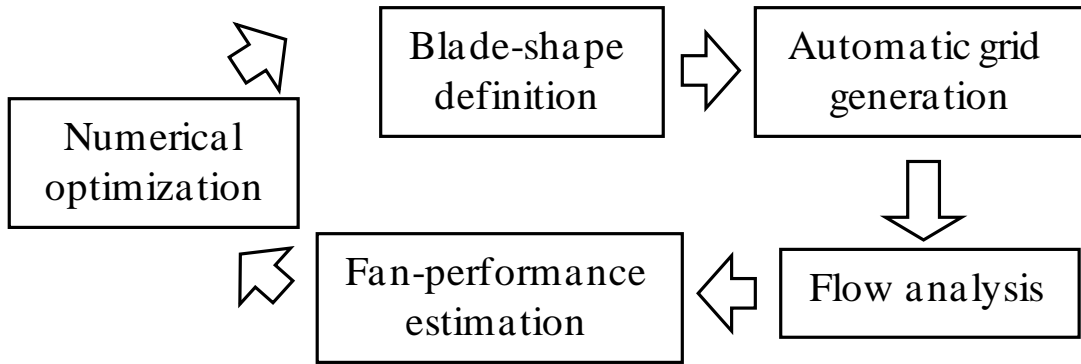 Blade-shape
definition
Automatic grid
generation
Flow analysis
Fan-performance
estimation
Numerical
optimization